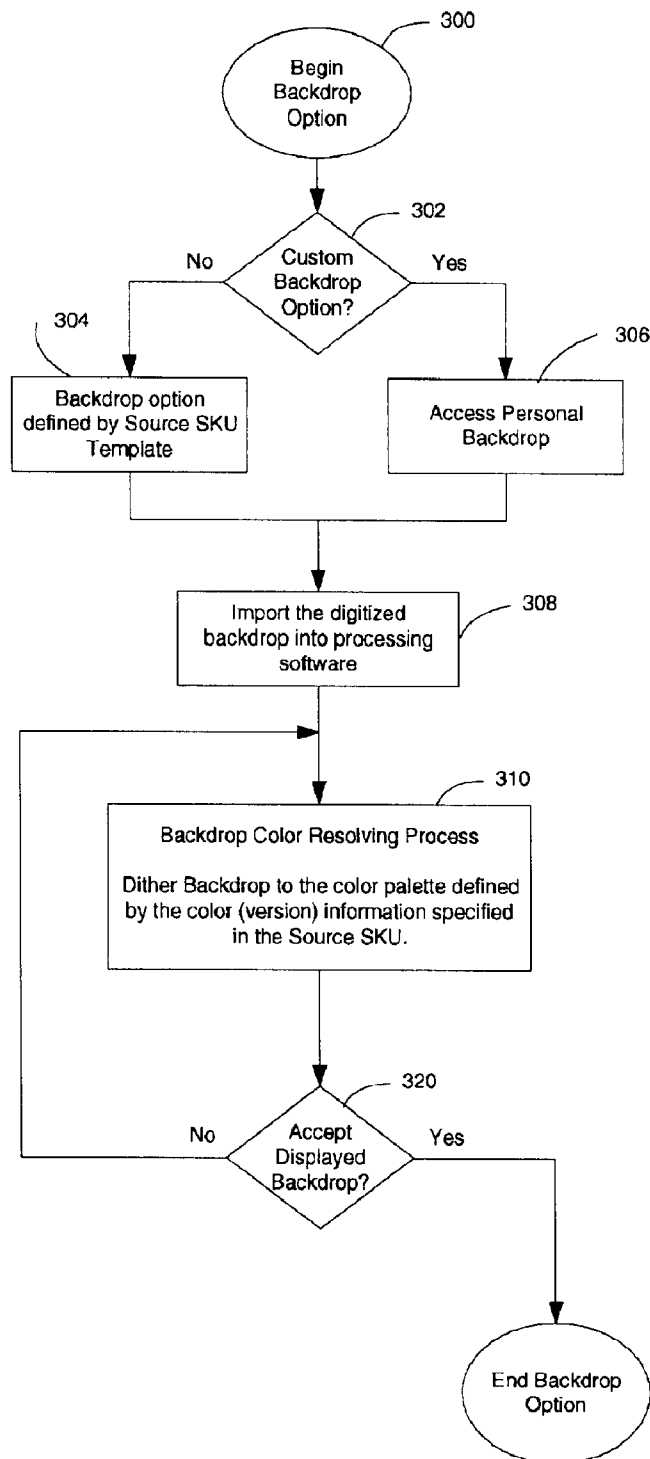 300
Begin
Backdrop
Option
302
Custom
Backdrop
Option?
No
Yes
304
306
Backdrop option
defined by Source SKU
Template
Access Personal
Backdrop
308
Import the digitized
backdrop into processing
software
310
Backdrop Color Resolving Process
Dither Backdrop to the color palette defined
by the color (version) information specified
in the Source SKU.
320
No
Yes
Accept
Displayed
Backdrop?
End Backdrop
Option